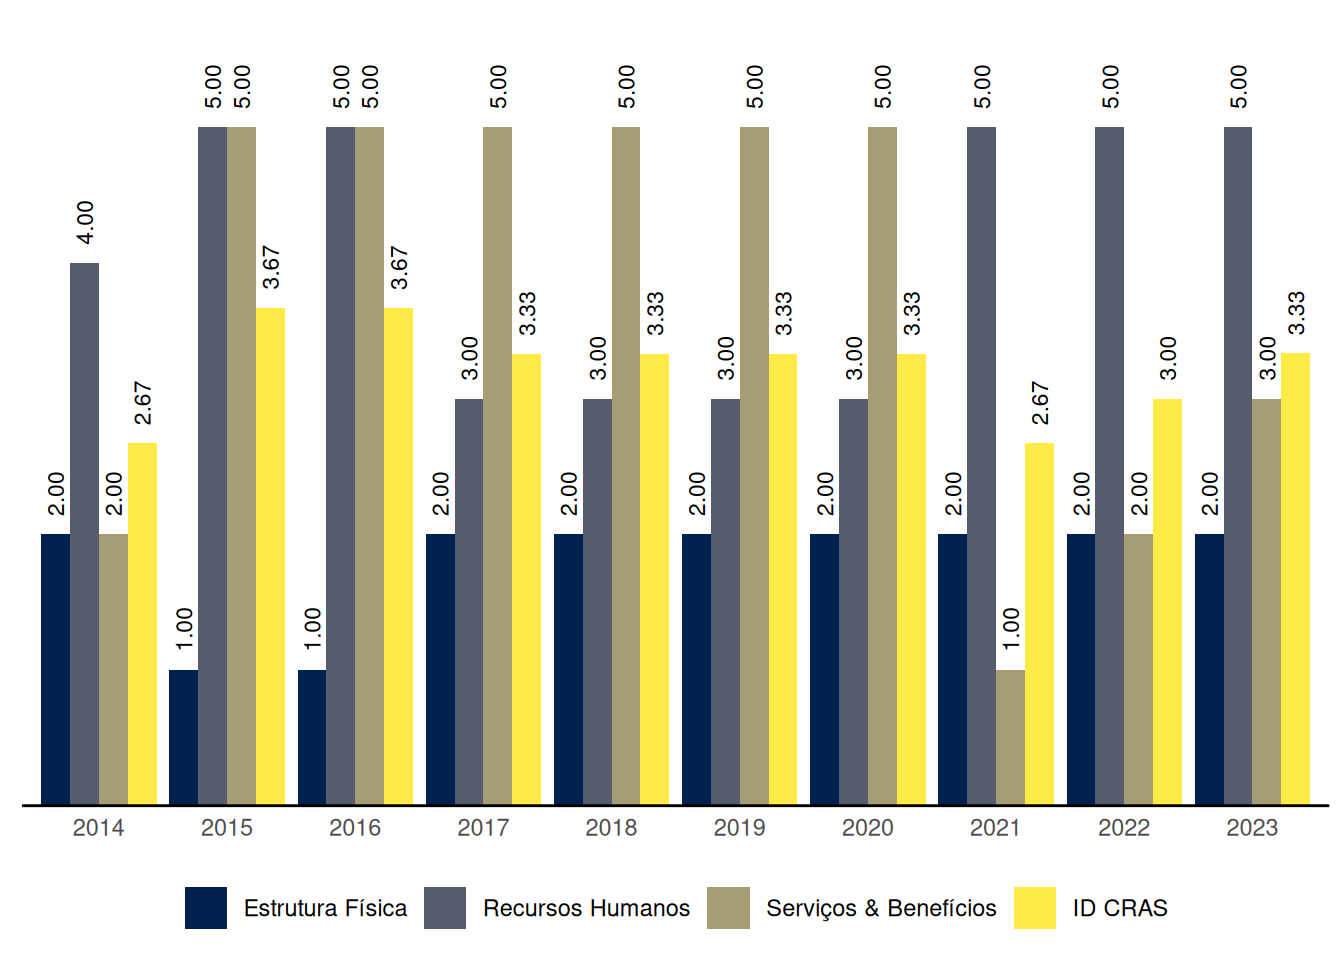 5.00 5.00 5.00 5.00 5.00 5.00 5.00 5.00 5.00 5.00 5.00
4.00
3.67 3.67
3.33 3.33 3.33 3.33 3.33
3.00 3.00 3.00 3.00 3.00 3.00
2.67 2.67
2.00 2.00 2.00 2.00 2.00 2.00 2.00 2.00 2.00 2.00
1.00 1.00 1.00
2014 2015 2016 2017 2018 2019 2020 2021 2022 2023
Estrutura Física Recursos Humanos Serviços & Benefícios ID CRAS